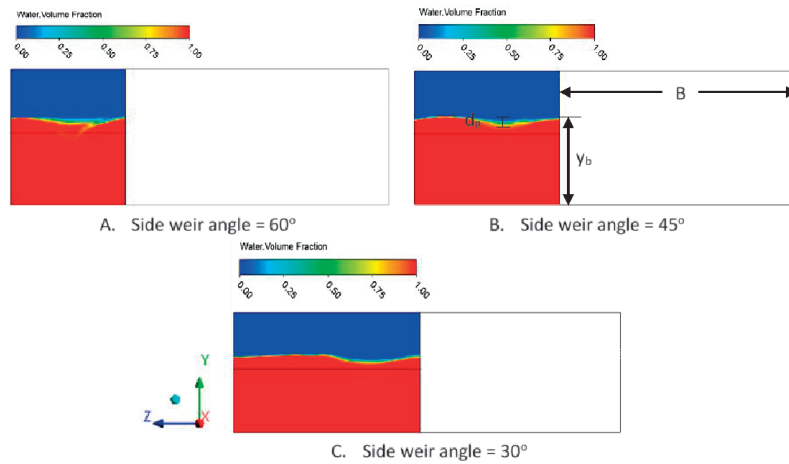 Water.Volume Fraction
0.00 0.25 0.50 0.75 1.00
A. Side weir angle = 60°
Water.Volume Fraction
0.00 0.25 0.50 0.75 1.00
B
yb
B. Side weir angle = 45°
Water.Volume Fraction
0.00 0.25 0.50 0.75 1.00
Y
Z
X
C. Side weir angle = 30°